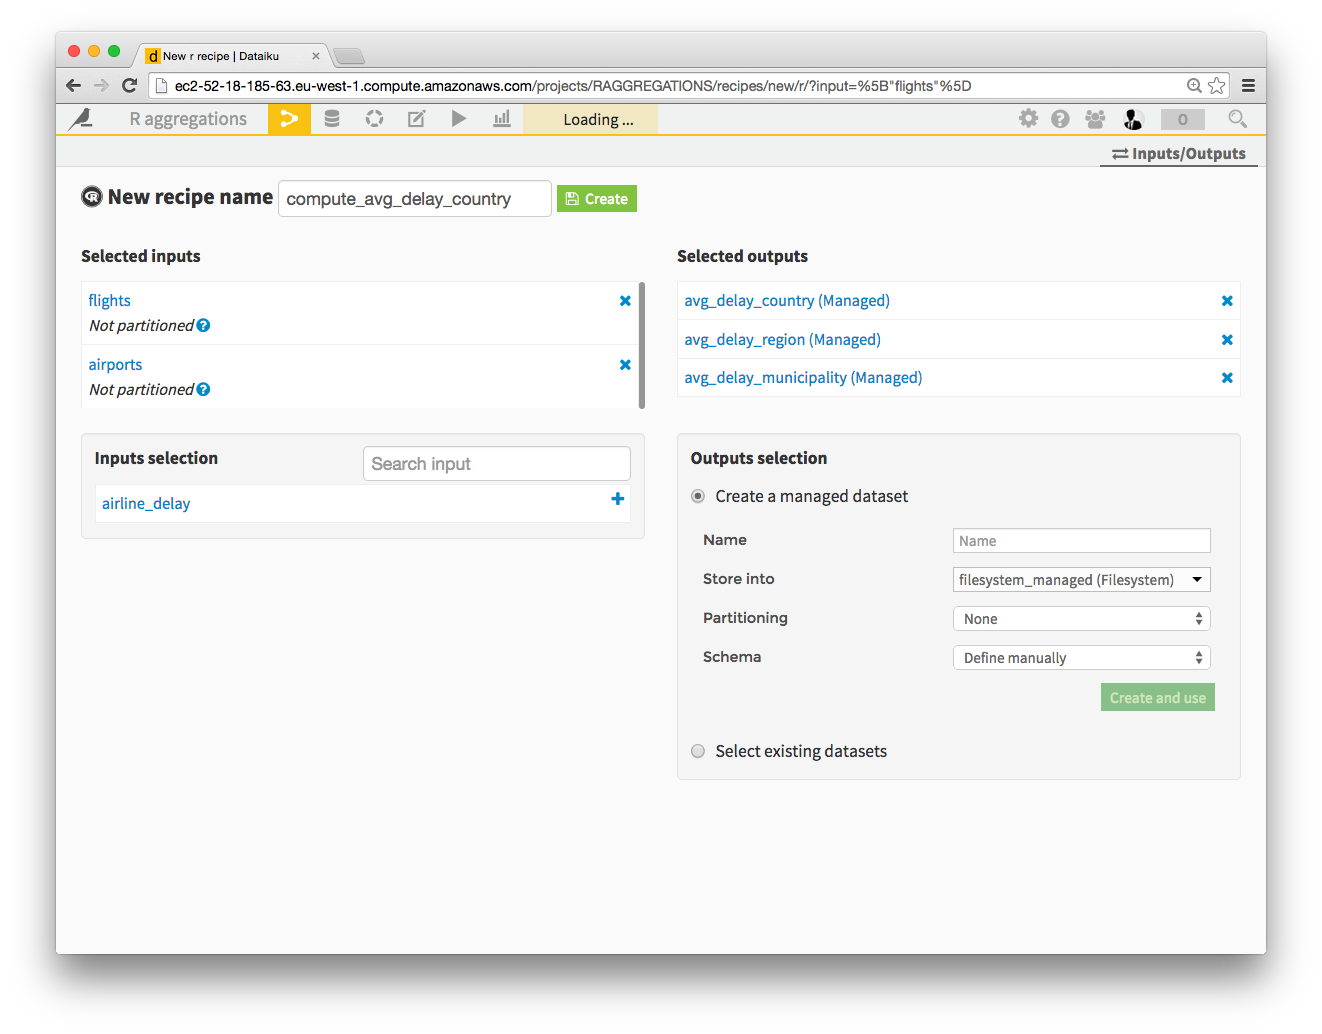 New r recipe | Dataiku
ec2-52-18-185-63.eu-west-1.compute.amazonaws.com/projects/RAGGREGATIONS/recipes/new/r/?input=%5B"flights"%5D
R aggregations
Loading ...
0
Inputs/Outputs
New recipe name
compute_avg_delay_country
Create
Selected inputs
flights
Not partitioned
airports
Not partitioned
Selected outputs
avg_delay_country (Managed)
avg_delay_region (Managed)
avg_delay_municipality (Managed)
Inputs selection
Search input
airline_delay
Outputs selection
Create a managed dataset
Name
Name
Store into
filesystem_managed (Filesystem)
Partitioning
None
Schema
Define manually
Create and use
Select existing datasets